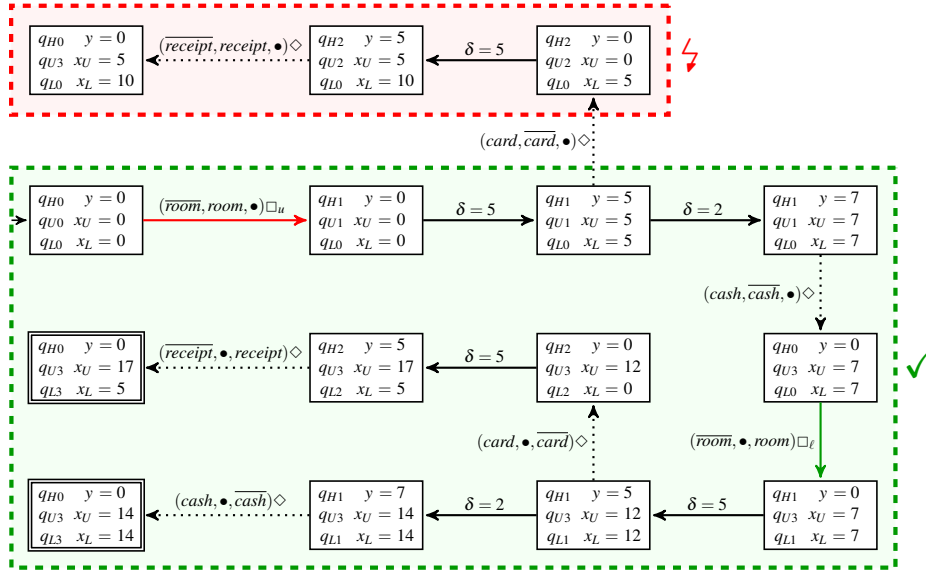 q_{H0} y = 0
q_{U3} x_U = 5
q_{L0} x_L = 10
(\overline{receipt}, receipt, •)◇
q_{H2} y = 5
q_{U2} x_U = 5
q_{L0} x_L = 10
δ = 5
q_{H2} y = 0
q_{U2} x_U = 0
q_{L0} x_L = 5
(card, \overline{card}, •)◇
q_{H0} y = 0
q_{U0} x_U = 0
q_{L0} x_L = 0
(\overline{room}, room, •)□_u
q_{H1} y = 0
q_{U1} x_U = 0
q_{L0} x_L = 0
δ = 5
q_{H1} y = 5
q_{U1} x_U = 5
q_{L0} x_L = 5
δ = 2
q_{H1} y = 7
q_{U1} x_U = 7
q_{L0} x_L = 7
(cash, \overline{cash}, •)◇
q_{H0} y = 0
q_{U3} x_U = 17
q_{L3} x_L = 5
(\overline{receipt}, •, receipt)◇
q_{H2} y = 5
q_{U3} x_U = 17
q_{L2} x_L = 5
δ = 5
q_{H2} y = 0
q_{U3} x_U = 12
q_{L2} x_L = 0
q_{H0} y = 0
q_{U3} x_U = 7
q_{L0} x_L = 7
(card, •, \overline{card})◇
(\overline{room}, •, room)□_ℓ
q_{H0} y = 0
q_{U3} x_U = 14
q_{L3} x_L = 14
(cash, •, \overline{cash})◇
q_{H1} y = 7
q_{U3} x_U = 14
q_{L1} x_L = 14
δ = 2
q_{H1} y = 5
q_{U3} x_U = 12
q_{L1} x_L = 12
δ = 5
q_{H1} y = 0
q_{U3} x_U = 7
q_{L1} x_L = 7